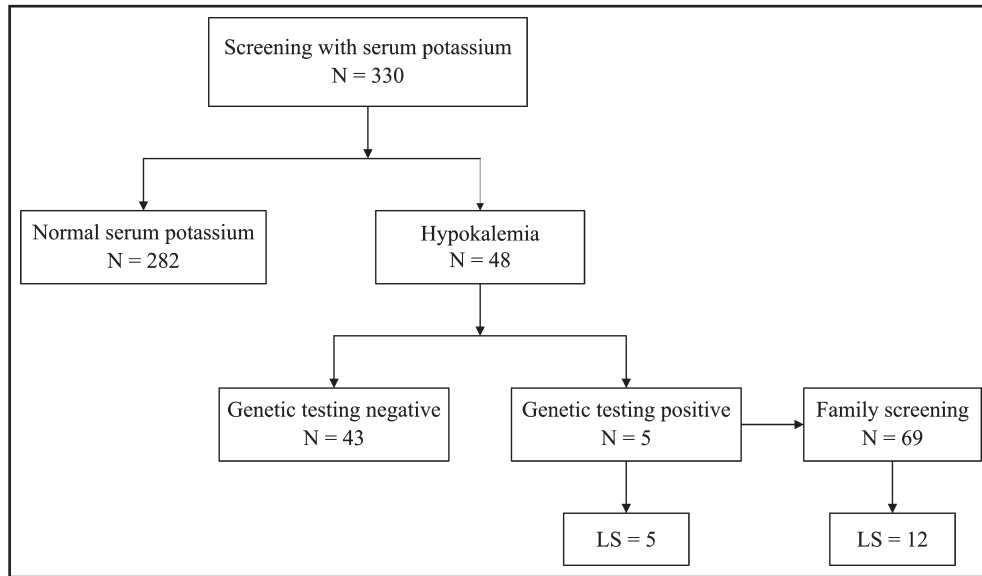 Screening with serum potassium
N = 330
Normal serum potassium
N = 282
Hypokalemia
N = 48
Genetic testing negative
N = 43
Genetic testing positive
N = 5
Family screening
N = 69
LS = 5
LS = 12